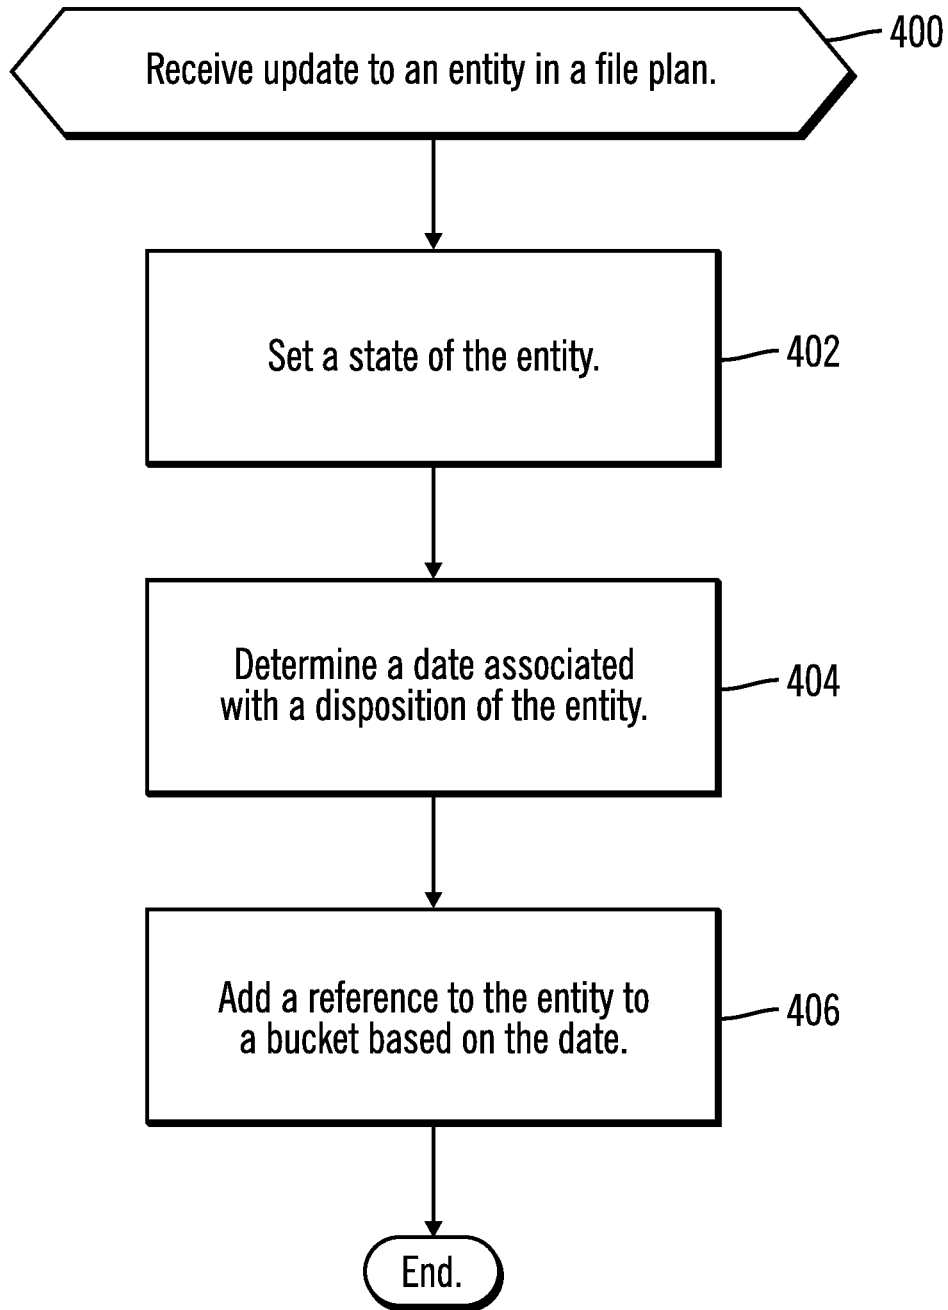 Receive update to an entity in a file plan.
400
Set a state of the entity.
402
Determine a date associated
with a disposition of the entity.
404
Add a reference to the entity to
a bucket based on the date.
406
End.